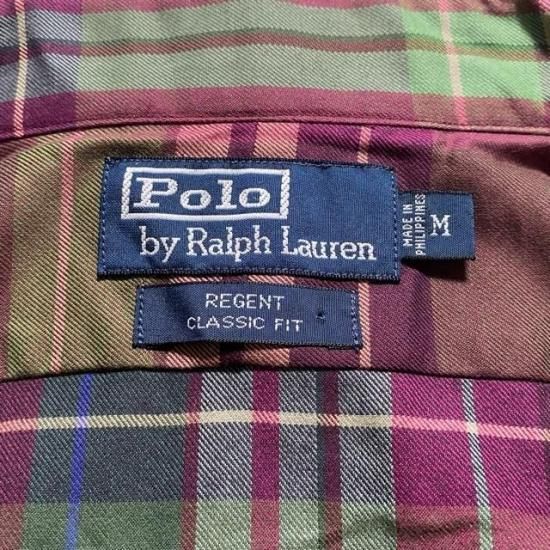 Polo
by Ralph Lauren
MADE IN
PHILIPPINES
M
REGENT
CLASSIC FIT